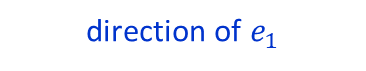 direction of e₁